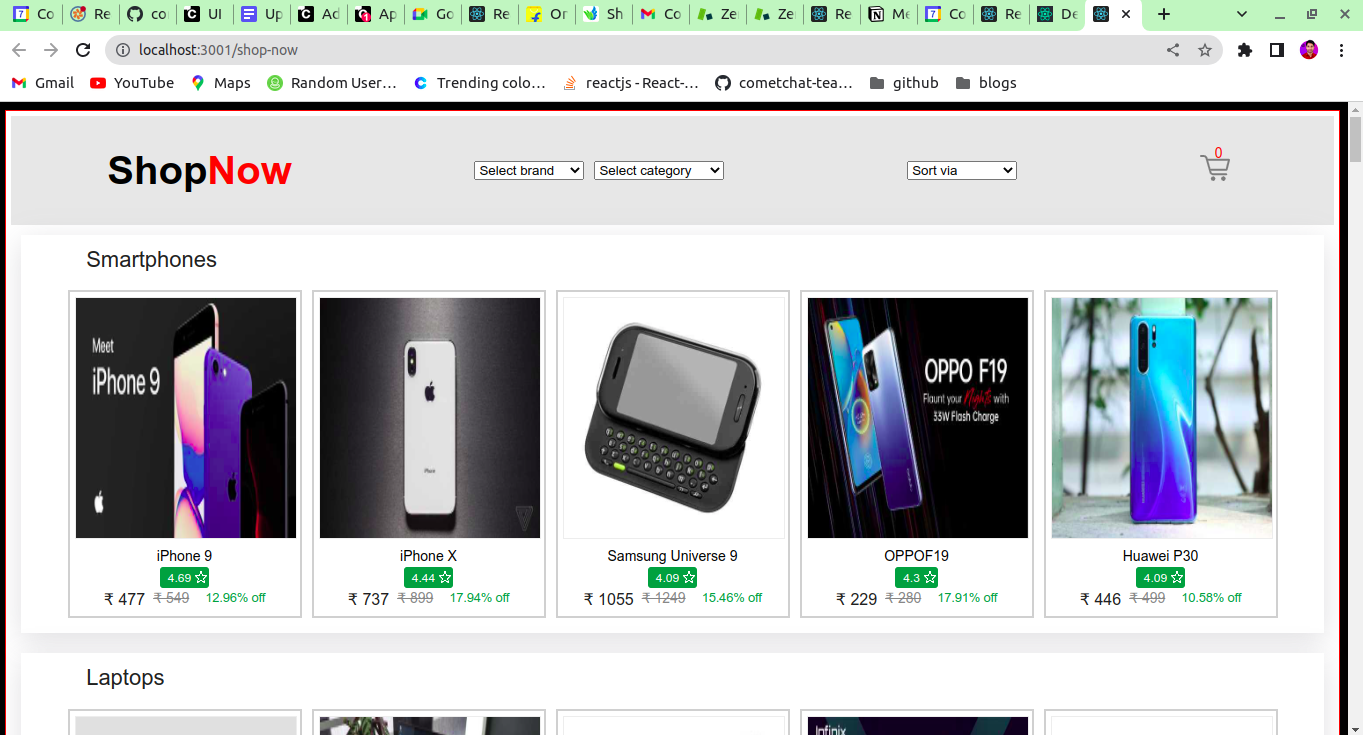 Co Re co UI Up Ad Ap Go Re Or Sh Co Ze Ze Re Me Co Re De
localhost:3001/shop-now
Gmail YouTube Maps Random User… Trending colo… reactjs - React-… cometchat-tea… github blogs
ShopNow Select brand Select category Sort via 0
Smartphones
Meet
iPhone 9
iPhone
OPPO F19
Flaunt your Nights with
33W Flash Charge
iPhone 9 iPhone X Samsung Universe 9 OPPOF19 Huawei P30
4.69 4.44 4.09 4.3 4.09
₹ 477 ₹ 549 12.96% off ₹ 737 ₹ 899 17.94% off ₹ 1055 ₹ 1249 15.46% off ₹ 229 ₹ 280 17.91% off ₹ 446 ₹ 499 10.58% off
Laptops
Infinix